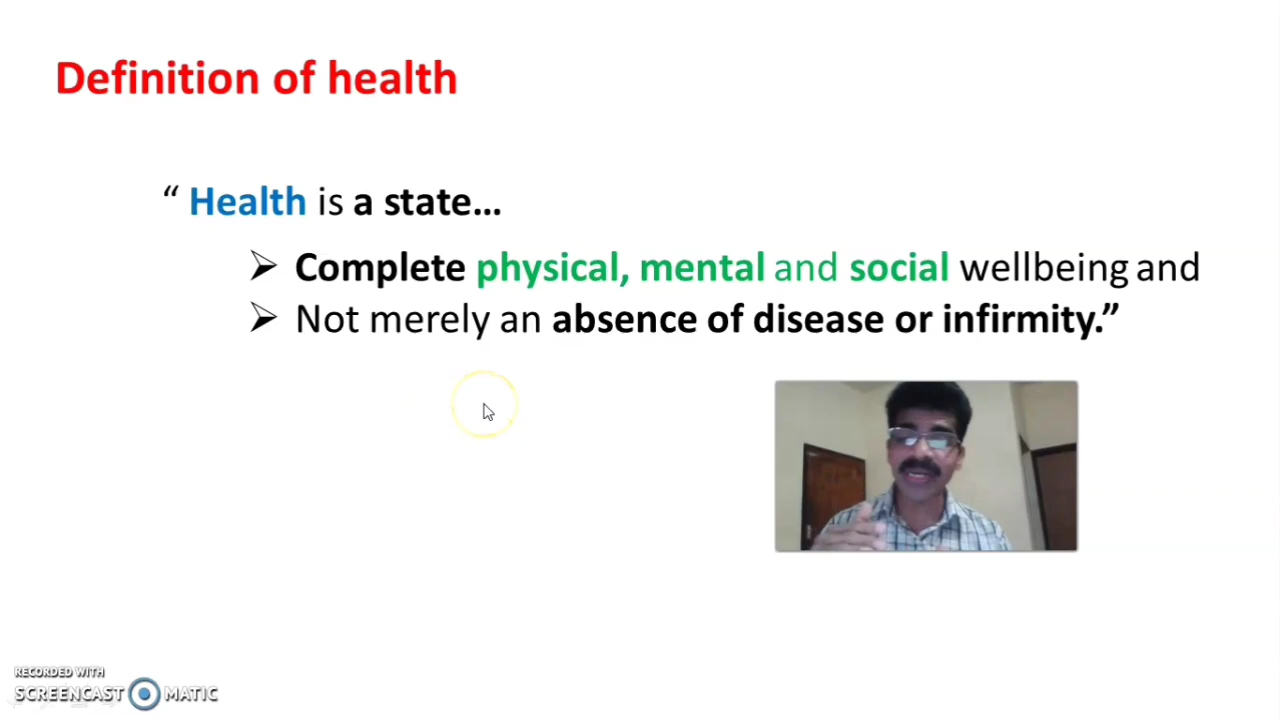 Definition of health
“ Health is a state...
➢ Complete physical, mental and social wellbeing and
➢ Not merely an absence of disease or infirmity.”
RECORDED WITH
SCREENCAST MATIC